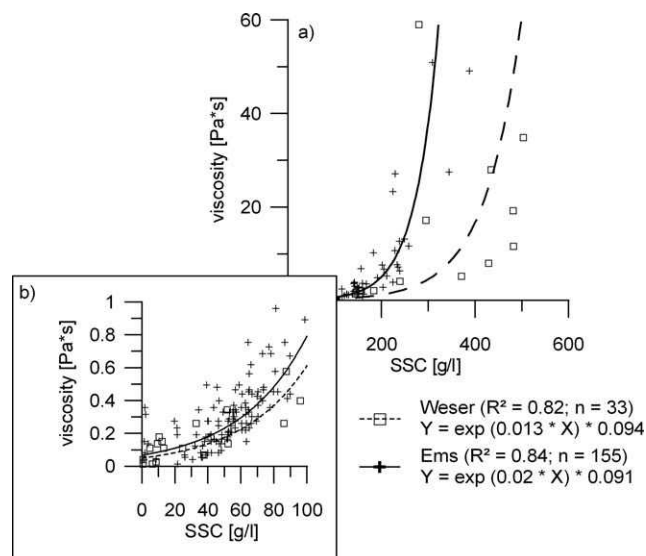 a)
60
40
20
viscosity [Pa*s]
200
400
600
SSC [g/l]
b)
1
0.8
0.6
0.4
0.2
0
viscosity [Pa*s]
0 20 40 60 80 100
SSC [g/l]
Weser (R² = 0.82; n = 33)
Y = exp (0.013 * X) * 0.094
Ems (R² = 0.84; n = 155)
Y = exp (0.02 * X) * 0.091